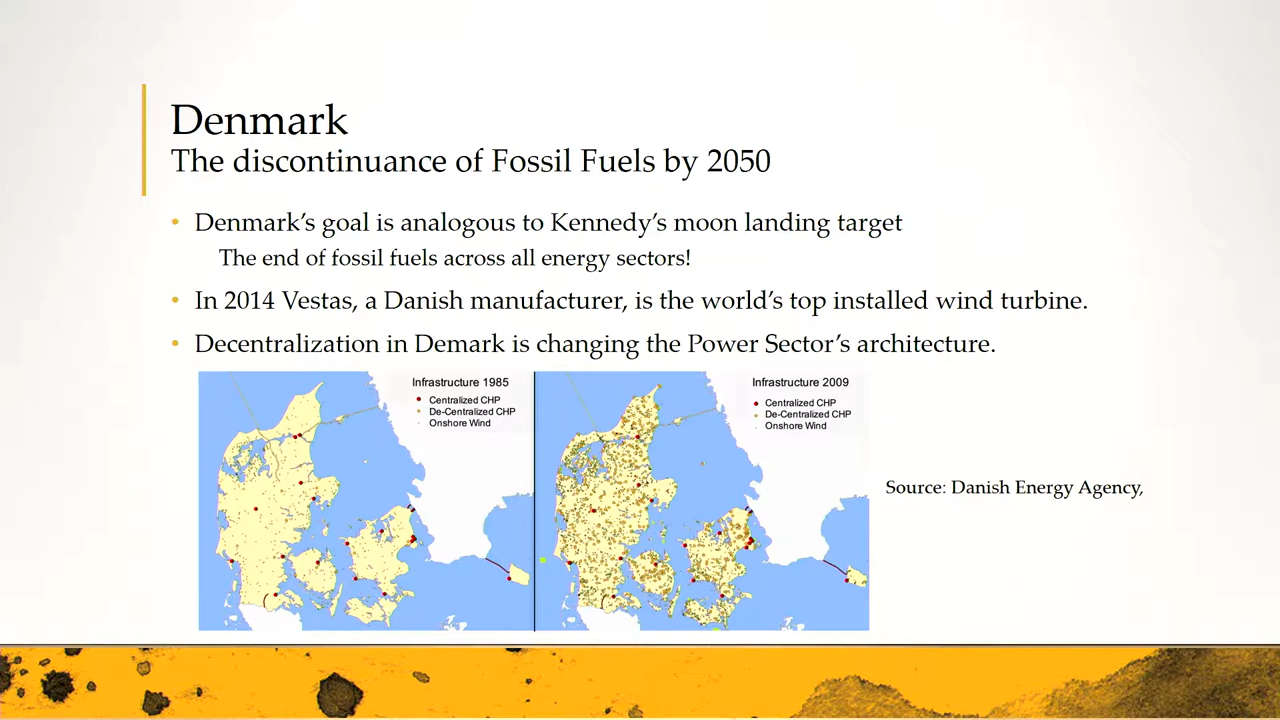 Denmark
The discontinuance of Fossil Fuels by 2050
• Denmark's goal is analogous to Kennedy's moon landing target
The end of fossil fuels across all energy sectors!
• In 2014 Vestas, a Danish manufacturer, is the world's top installed wind turbine.
• Decentralization in Demark is changing the Power Sector's architecture.
Infrastructure 1985
Centralized CHP
De-Centralized CHP
Onshore Wind
Infrastructure 2009
Centralized CHP
De-Centralized CHP
Onshore Wind
Source: Danish Energy Agency,